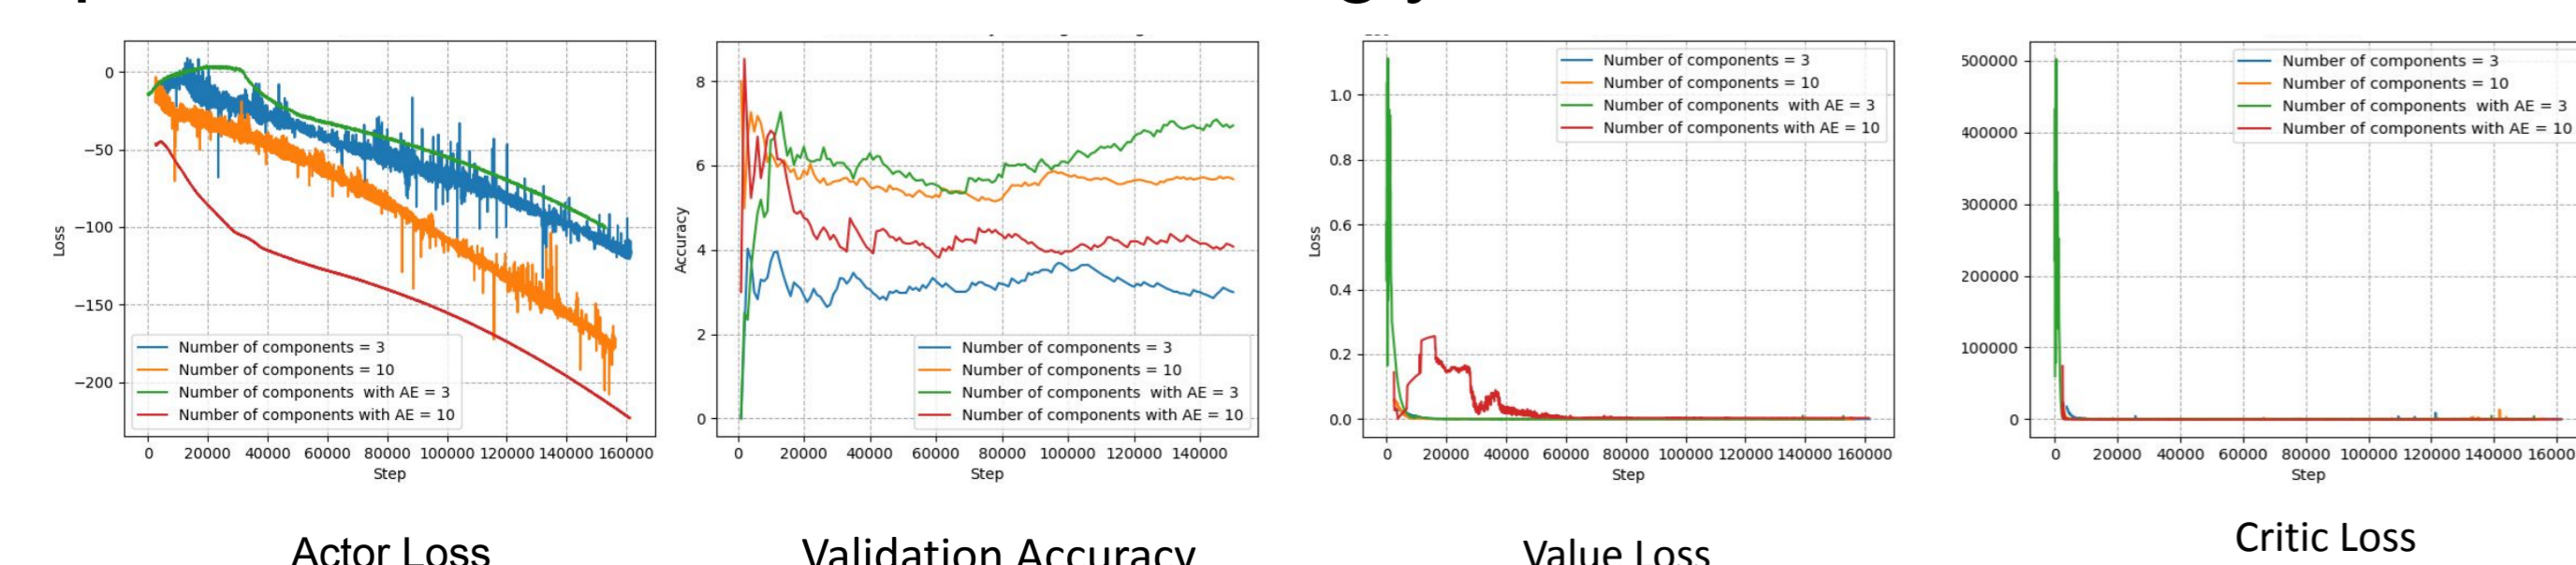 0
−50
−100
−150
−200
Loss
Number of components = 3
Number of components = 10
Number of components  with AE = 3
Number of components with AE = 10
0 20000 40000 60000 80000 100000 120000 140000 160000
Step
Actor Loss
8
6
4
2
0
Accuracy
Number of components = 3
Number of components = 10
Number of components  with AE = 3
Number of components with AE = 10
0 20000 40000 60000 80000 100000 120000 140000
Step
Validation Accuracy
Number of components = 3
Number of components = 10
Number of components  with AE = 3
Number of components with AE = 10
1.0
0.8
0.6
0.4
0.2
0.0
Loss
0 20000 40000 60000 80000 100000 120000 140000 160000
Step
Value Loss
Number of components = 3
Number of components = 10
Number of components  with AE = 3
Number of components with AE = 10
500000
400000
300000
200000
100000
0
0 20000 40000 60000 80000 100000 120000 140000 16000
Step
Critic Loss